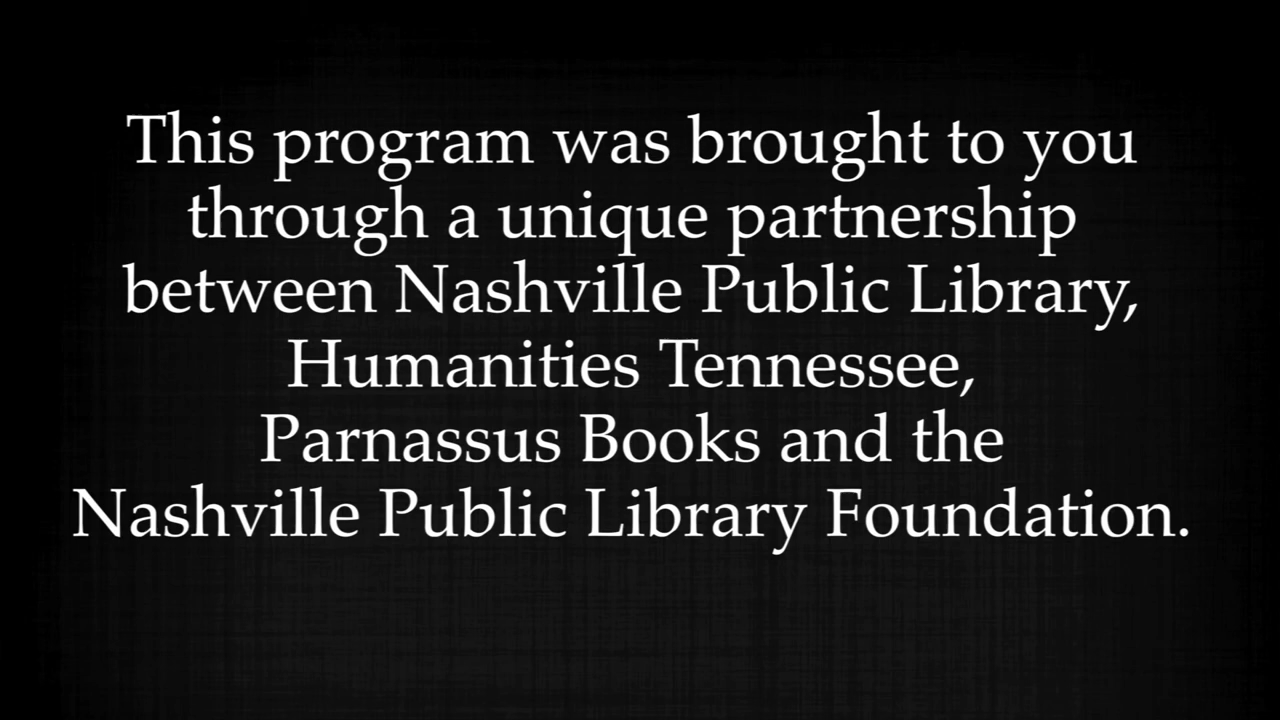 This program was brought to you
through a unique partnership
between Nashville Public Library,
Humanities Tennessee,
Parnassus Books and the
Nashville Public Library Foundation.